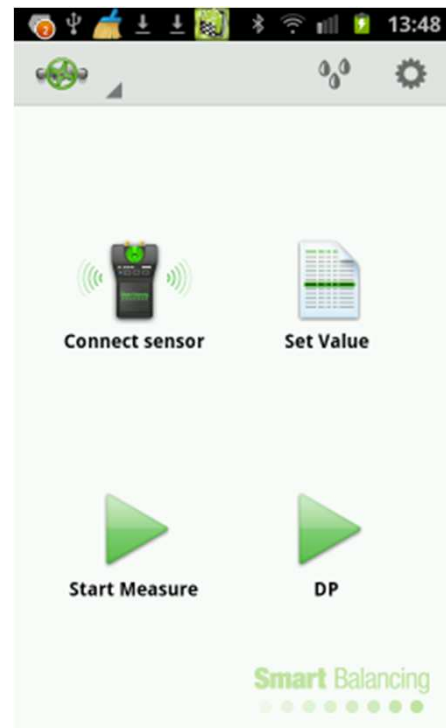 13:48
Connect sensor
Set Value
Start Measure
DP
Smart Balancing